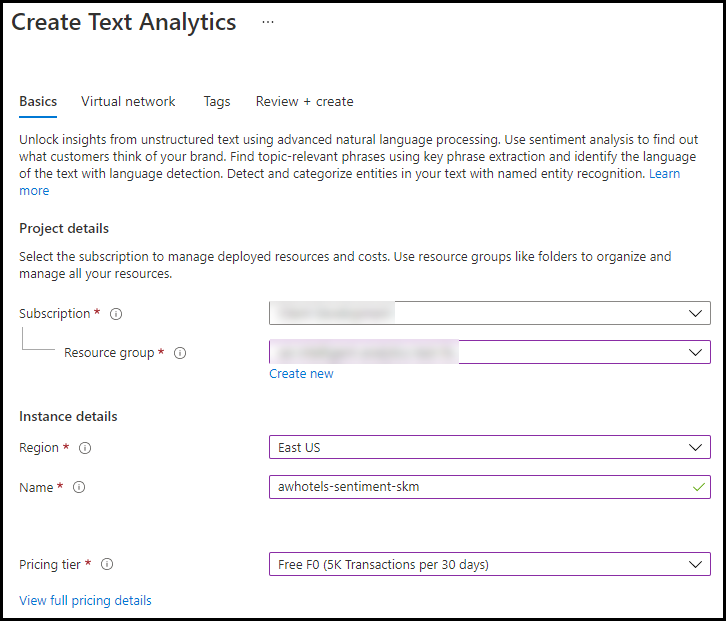 Create Text Analytics ...
Basics Virtual network Tags Review + create
Unlock insights from unstructured text using advanced natural language processing. Use sentiment analysis to find out
what customers think of your brand. Find topic-relevant phrases using key phrase extraction and identify the language
of the text with language detection. Detect and categorize entities in your text with named entity recognition. Learn
more
Project details
Select the subscription to manage deployed resources and costs. Use resource groups like folders to organize and
manage all your resources.
Subscription *
Resource group *
Create new
Instance details
Region * East US
Name * awhotels-sentiment-skm
Pricing tier * Free F0 (5K Transactions per 30 days)
View full pricing details